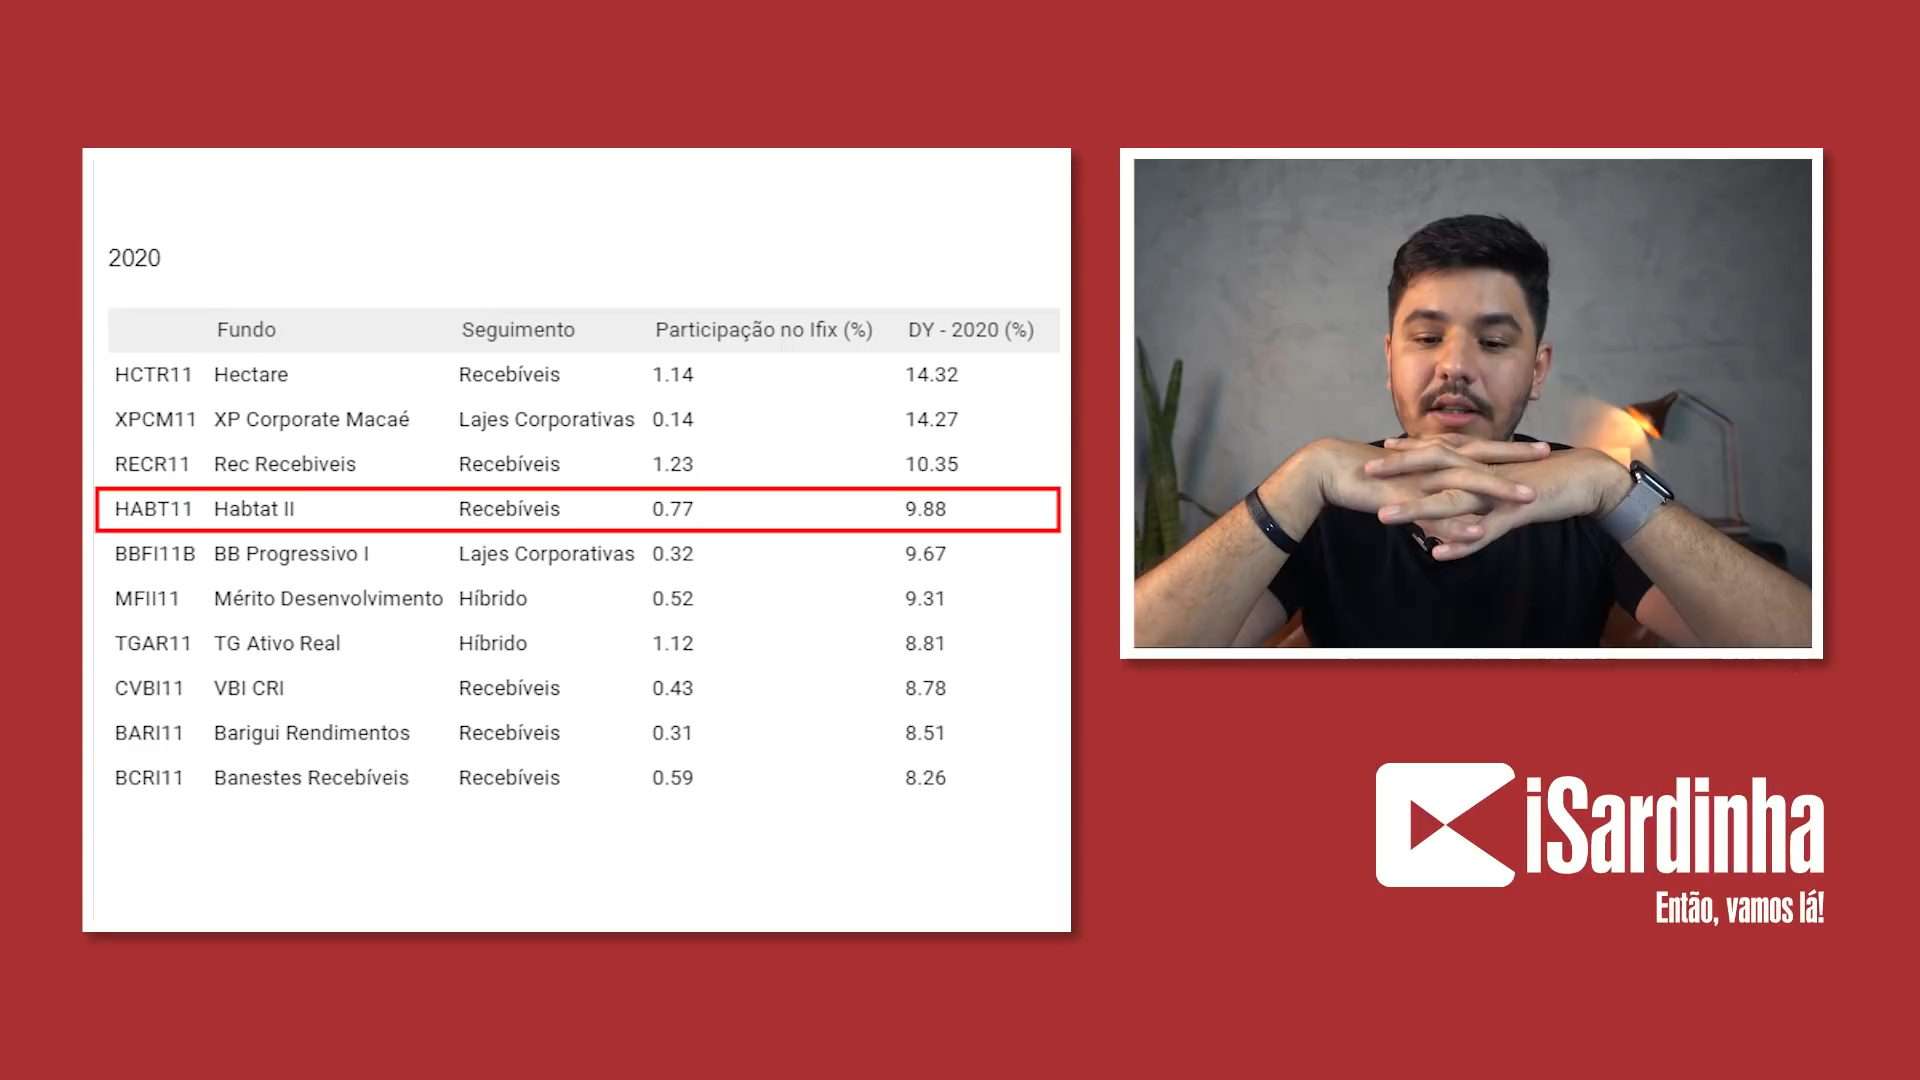 2020
Fundo Seguimento Participação no Ifix (%) DY - 2020 (%)
HCTR11 Hectare Recebíveis 1.14 14.32
XPCM11 XP Corporate Macaé Lajes Corporativas 0.14 14.27
RECR11 Rec Recebiveis Recebíveis 1.23 10.35
HABT11 Habtat II Recebíveis 0.77 9.88
BBFI11B BB Progressivo I Lajes Corporativas 0.32 9.67
MFII11 Mérito Desenvolvimento Híbrido 0.52 9.31
TGAR11 TG Ativo Real Híbrido 1.12 8.81
CVBI11 VBI CRI Recebíveis 0.43 8.78
BARI11 Barigui Rendimentos Recebíveis 0.31 8.51
BCRI11 Banestes Recebíveis Recebíveis 0.59 8.26
iSardinha
Então, vamos lá!